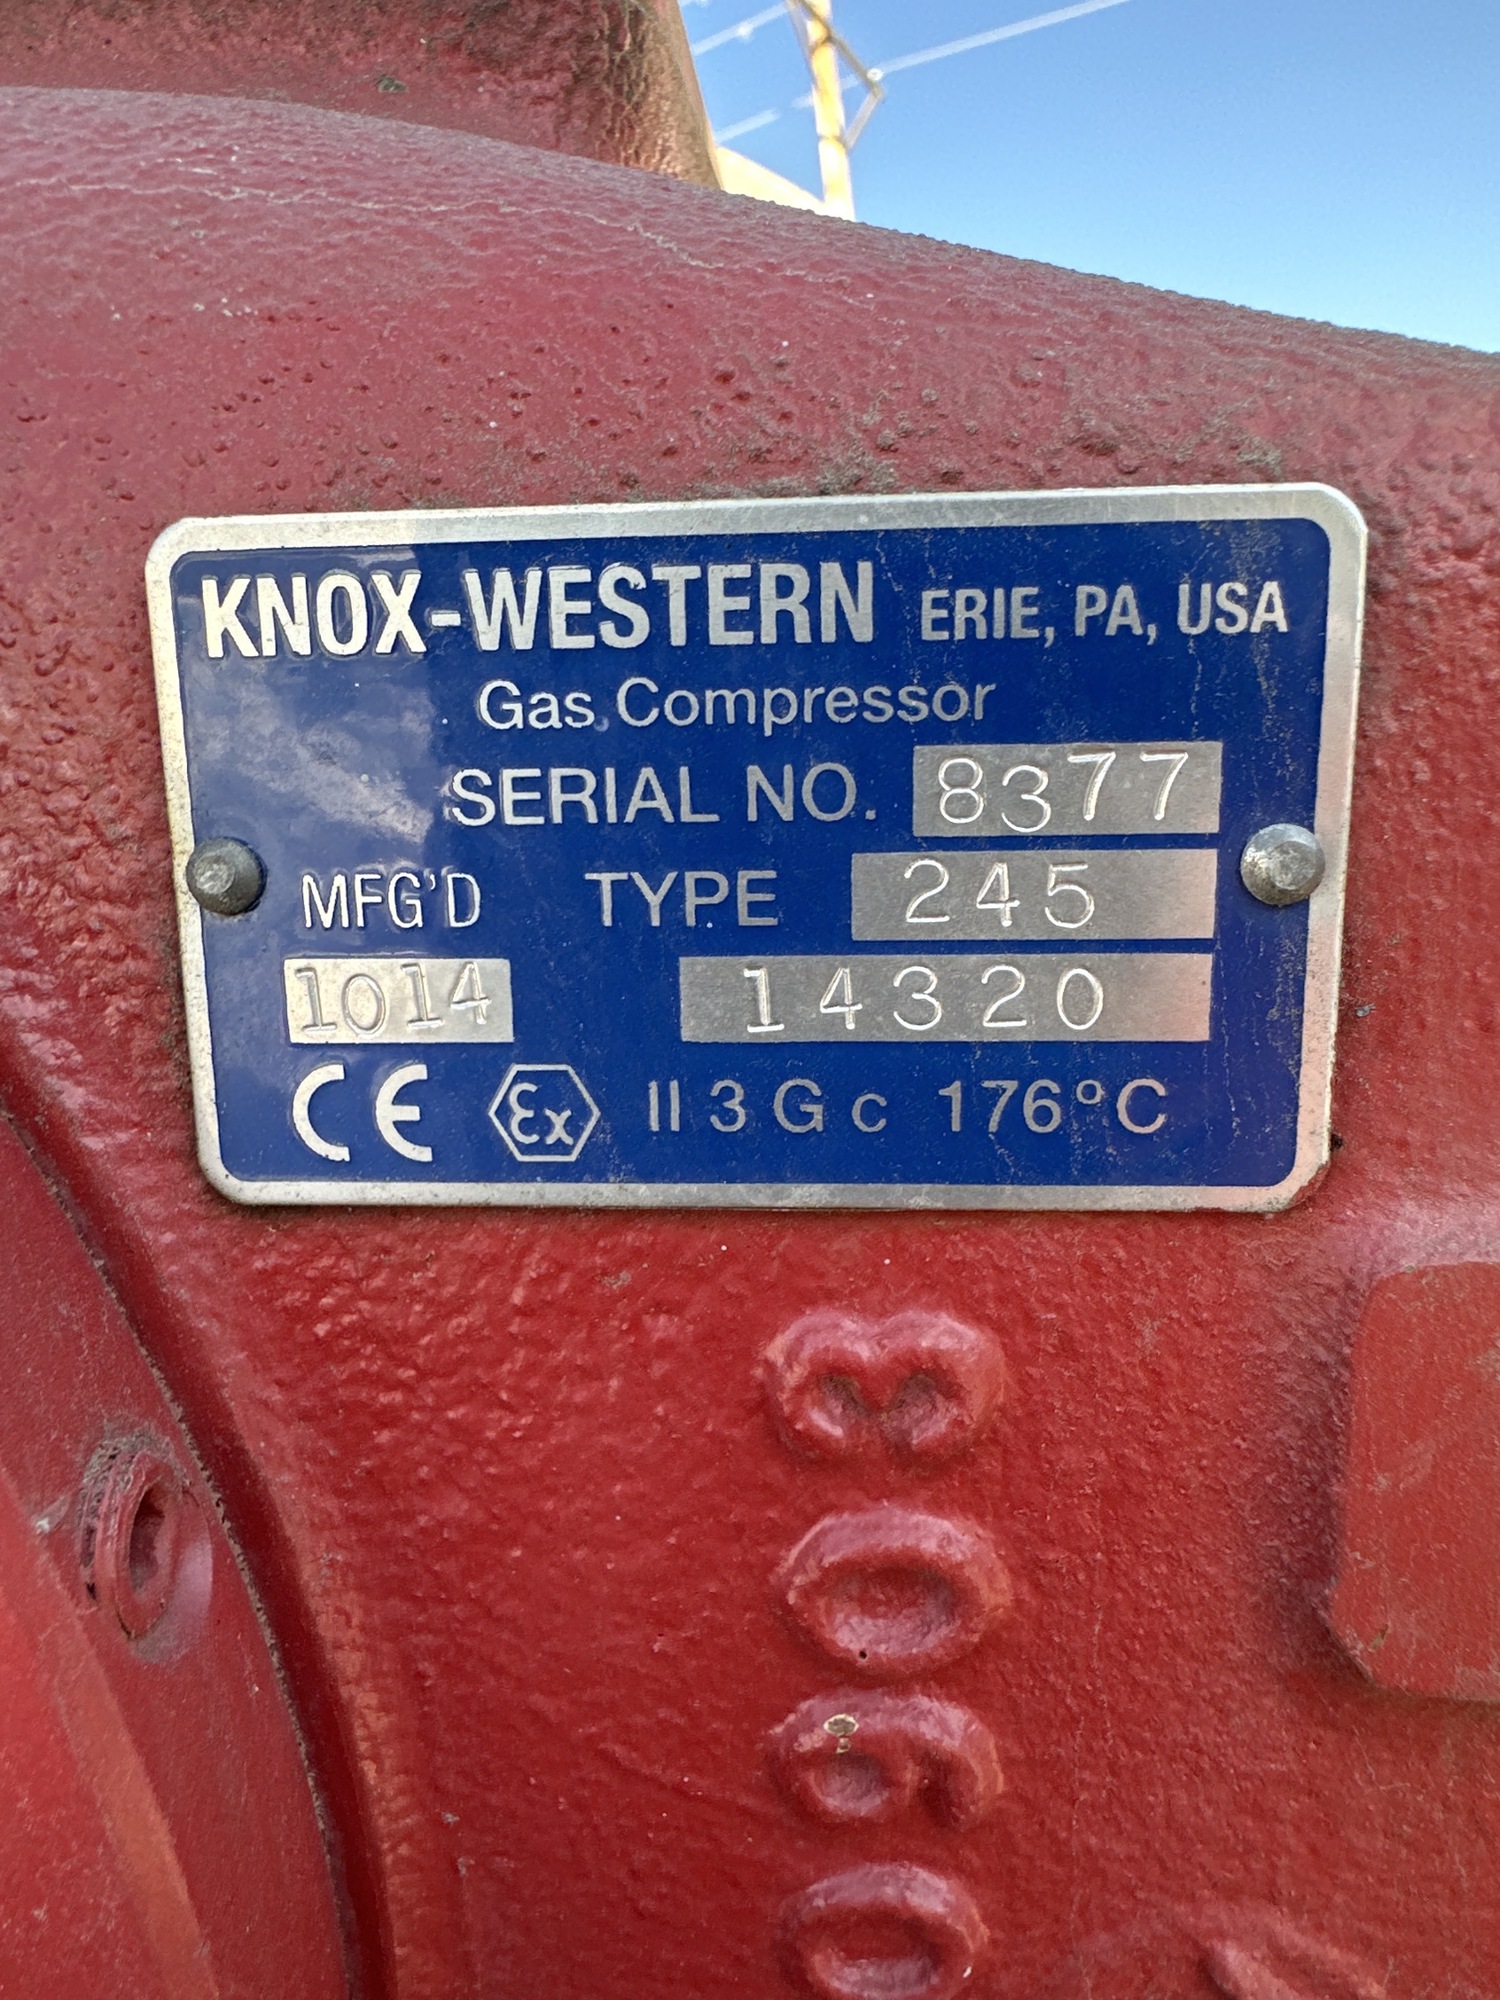 KNOX-WESTERN ERIE, PA, USA
Gas Compressor
SERIAL NO. 8377
MFG'D TYPE 245
1014 14320
CE Ex II 3 G c 176°C